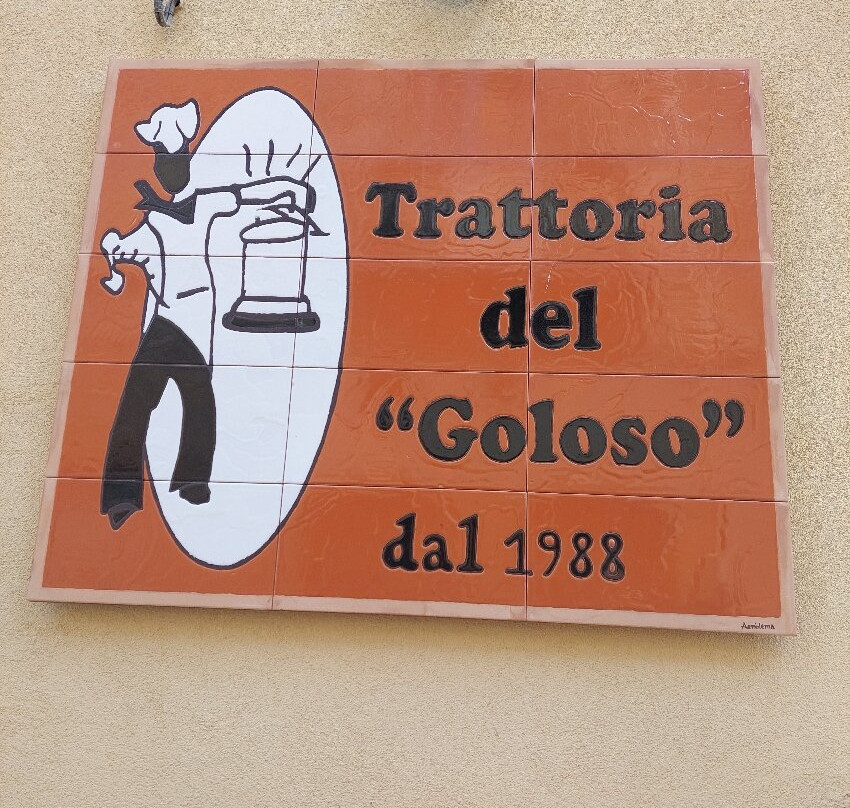 Trattoria
del
“Goloso”
dal 1988